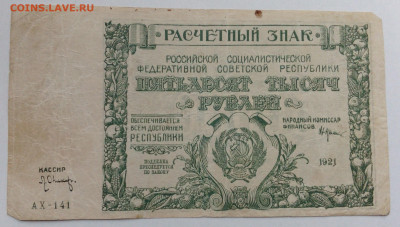 COINS.LENA.RU
РАСЧЕТНЫЙ ЗНАК
РОССИЙСКОЙ СОЦИАЛИСТИЧЕСКОЙ
ФЕДЕРАТИВНОЙ СОВЕТСКОЙ РЕСПУБЛИКИ
ПЯТЬДЕСЯТ ТЫСЯЧ
РУБЛЕЙ
ОБЕСПЕЧИВАЕТСЯ
ВСЕМ ДОСТОЯНИЕМ
РЕСПУБЛИКИ
НАРОДНЫЙ КОМИССАР
ФИНАНСОВ
ПОДДЕЛКА
ПРЕСЛЕДУЕТСЯ
ПО ЗАКОНУ
1921
КАССИР
АХ-141